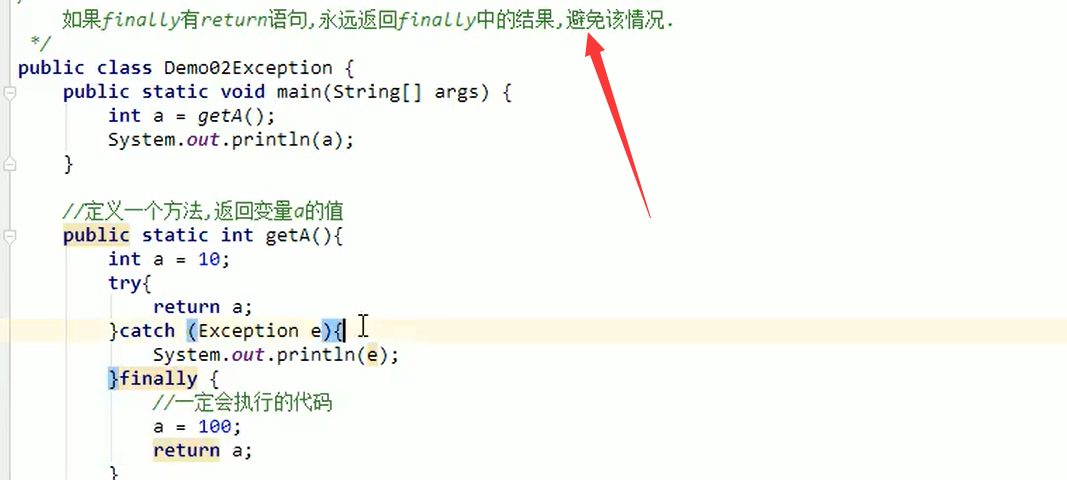 如果finally有return语句,永远返回finally中的结果,避免该情况.
*/
public class Demo02Exception {
public static void main(String[] args) {
int a = getA();
System.out.println(a);
}
//定义一个方法,返回变量a的值
public static int getA(){
int a = 10;
try{
return a;
}catch (Exception e){
System.out.println(e);
}finally {
//一定会执行的代码
a = 100;
return a;
}